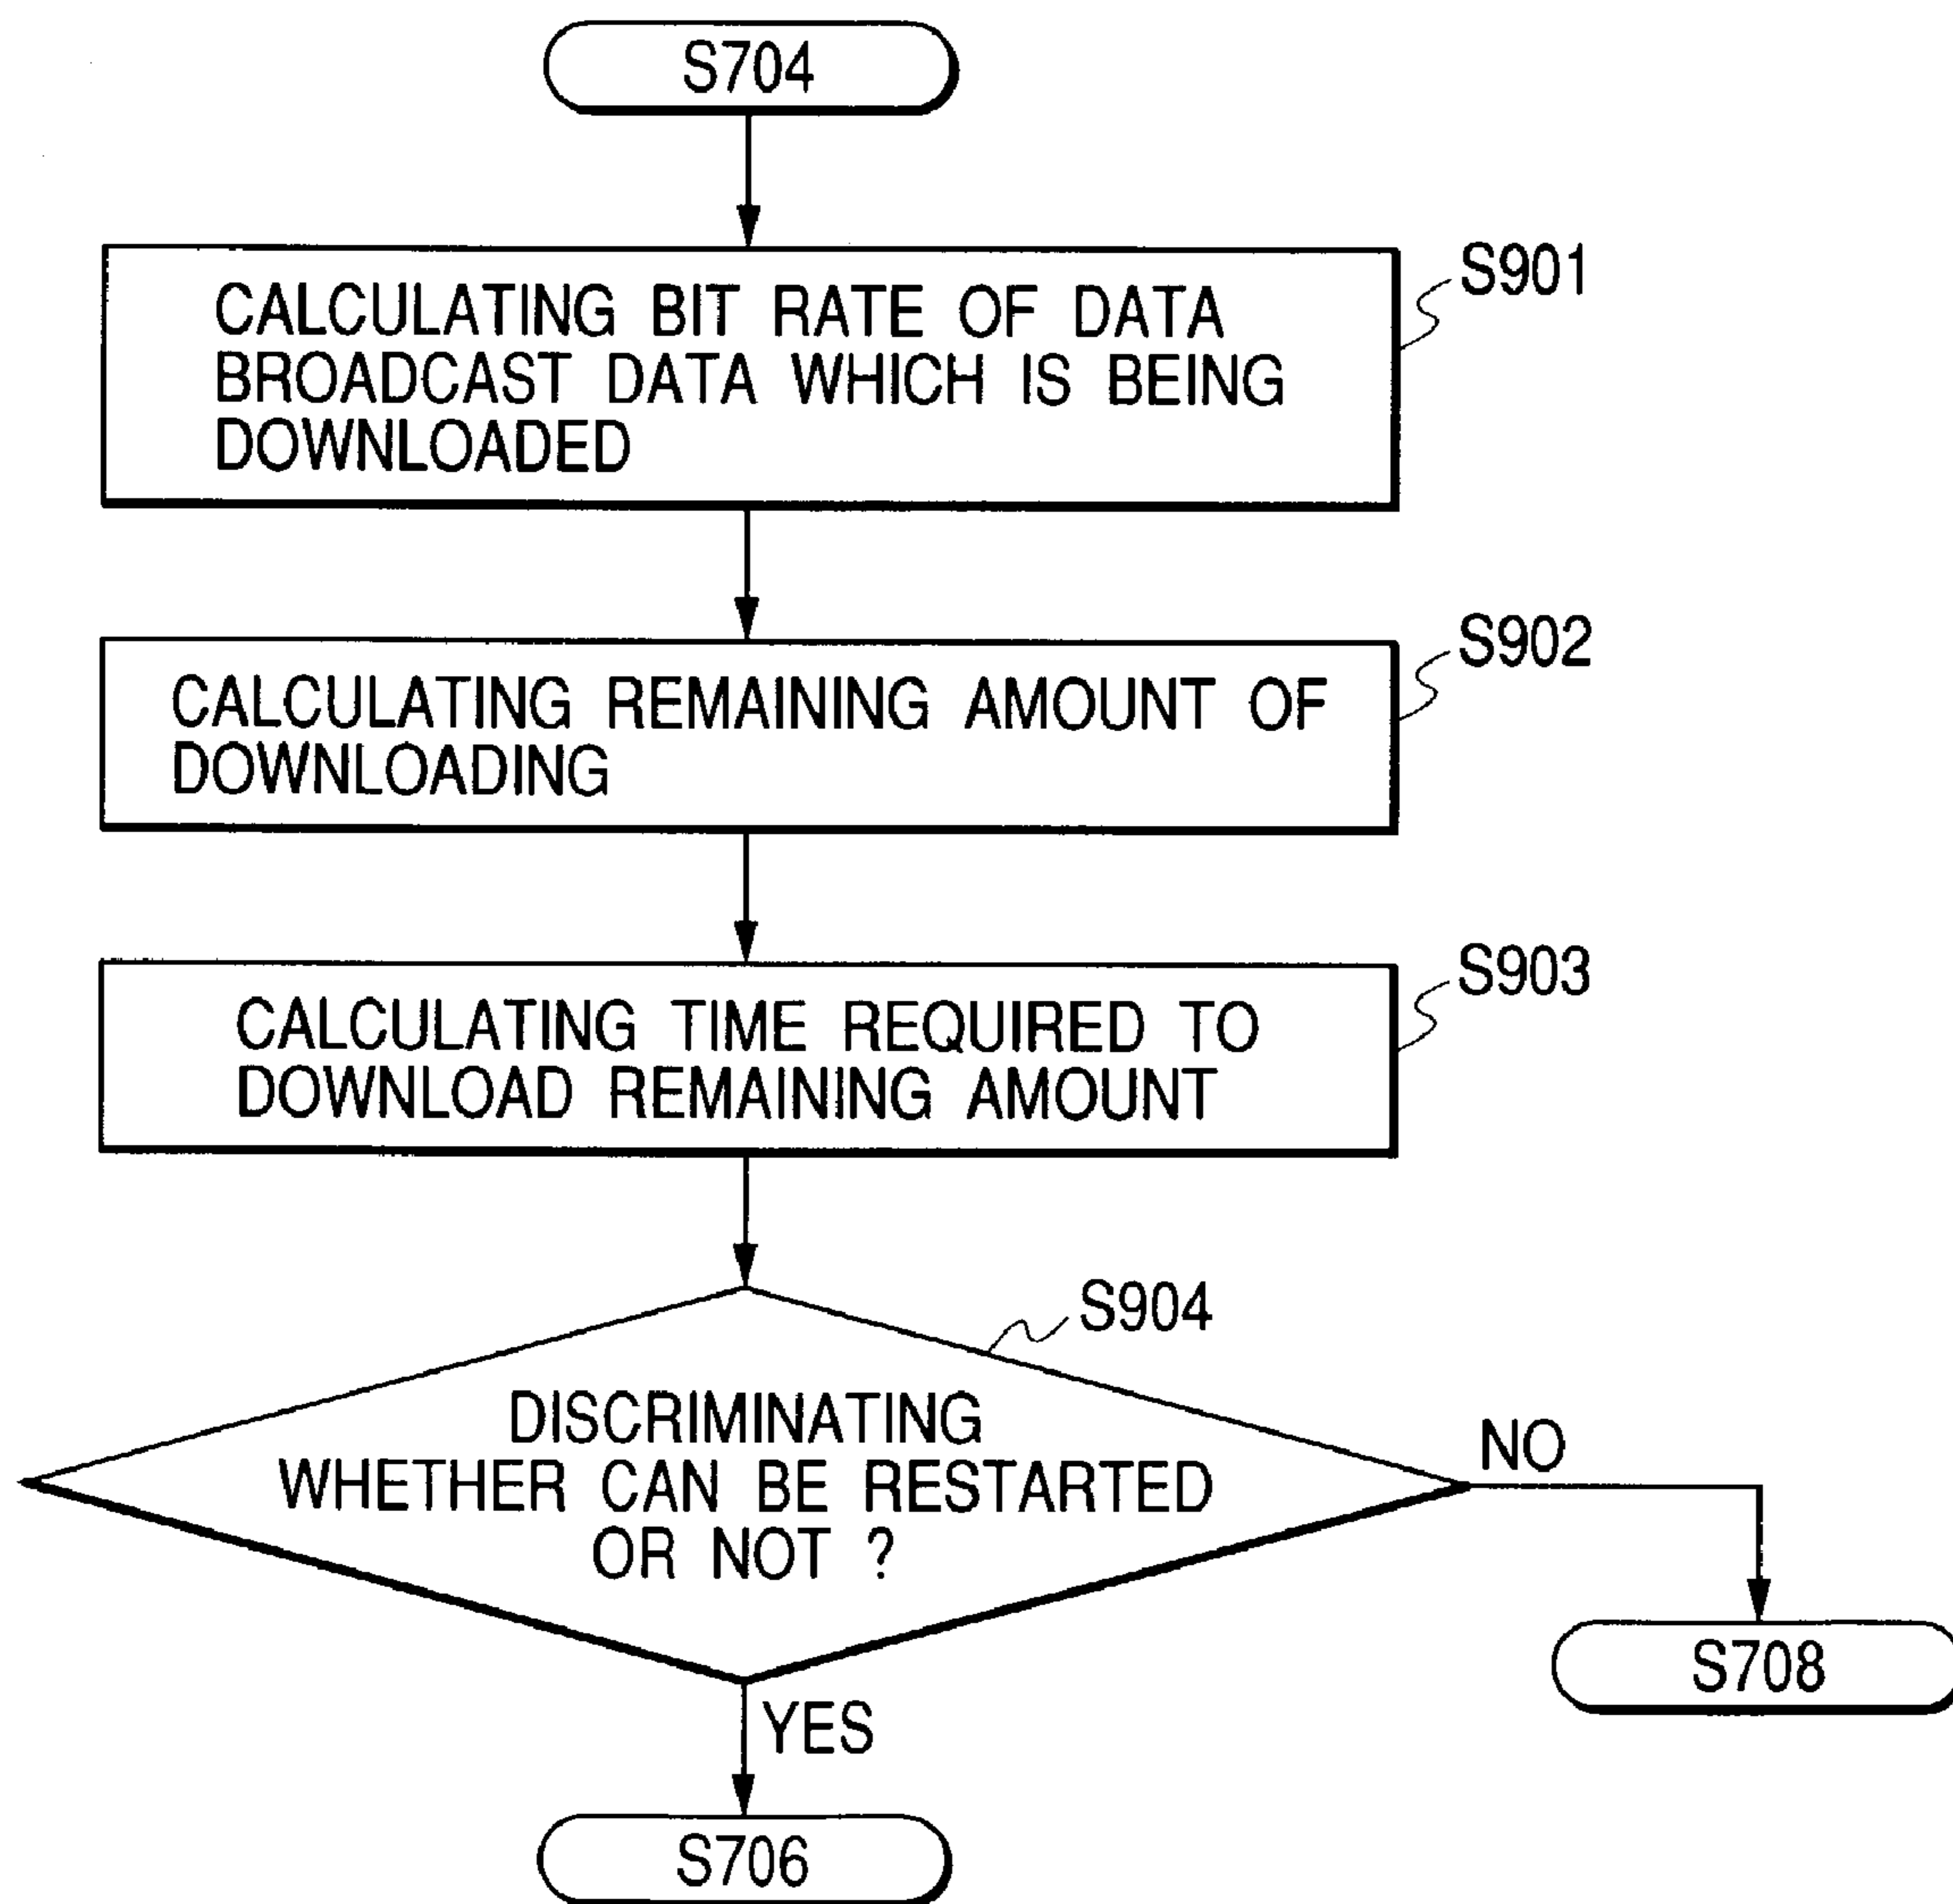 S704
CALCULATING BIT RATE OF DATA
BROADCAST DATA WHICH IS BEING
DOWNLOADED
S901
CALCULATING REMAINING AMOUNT OF
DOWNLOADING
S902
CALCULATING TIME REQUIRED TO
DOWNLOAD REMAINING AMOUNT
S903
DISCRIMINATING
WHETHER CAN BE RESTARTED
OR NOT ?
S904
NO
S708
YES
S706